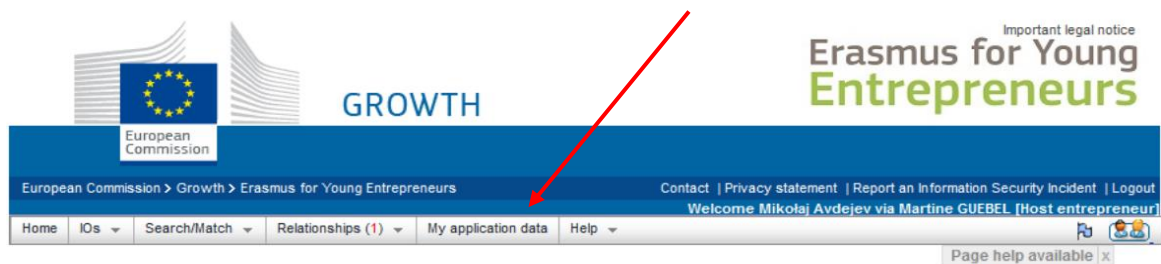 Important legal notice
Erasmus for Young
Entrepreneurs
GROWTH
European
Commission
European Commission > Growth > Erasmus for Young Entrepreneurs
Contact | Privacy statement | Report an Information Security Incident | Logout
Welcome Mikołaj Avdejev via Martine GUEBEL [Host entrepreneur]
Home IOs Search/Match Relationships (1) My application data Help
Page help available x